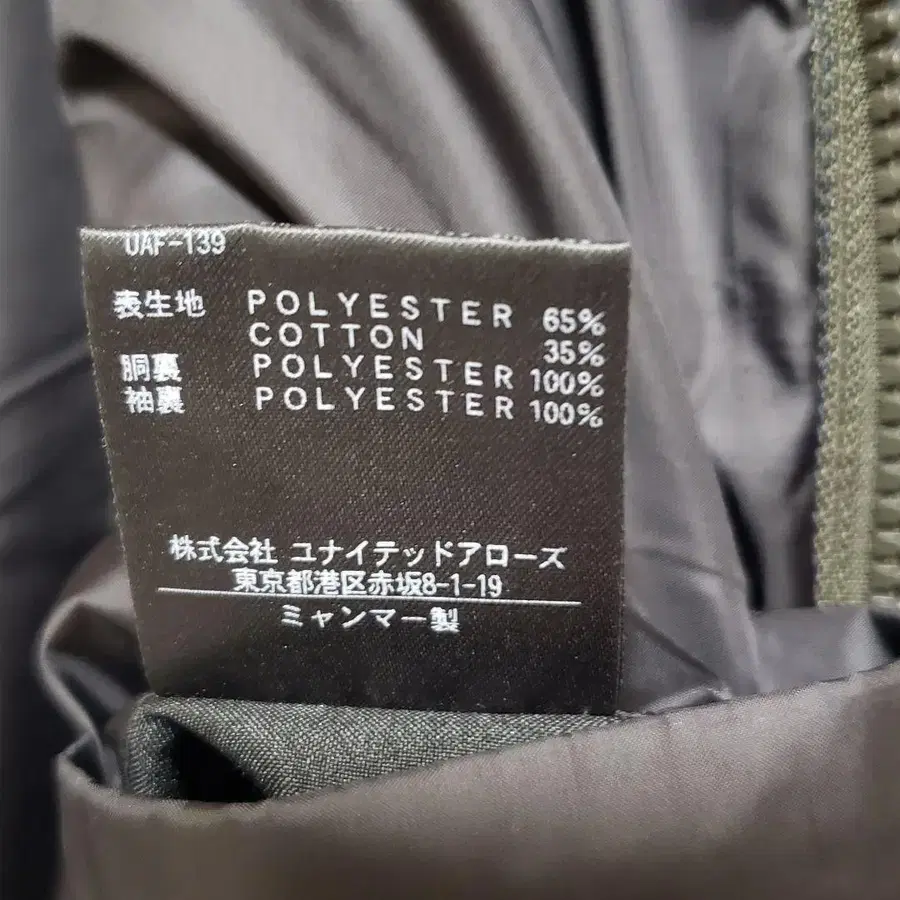 UAF-139
表生地 POLYESTER 65%
COTTON 35%
胴裏 POLYESTER 100%
袖裏 POLYESTER 100%
株式会社 ユナイテッドアローズ
東京都港区赤坂8-1-19
ミャンマー製